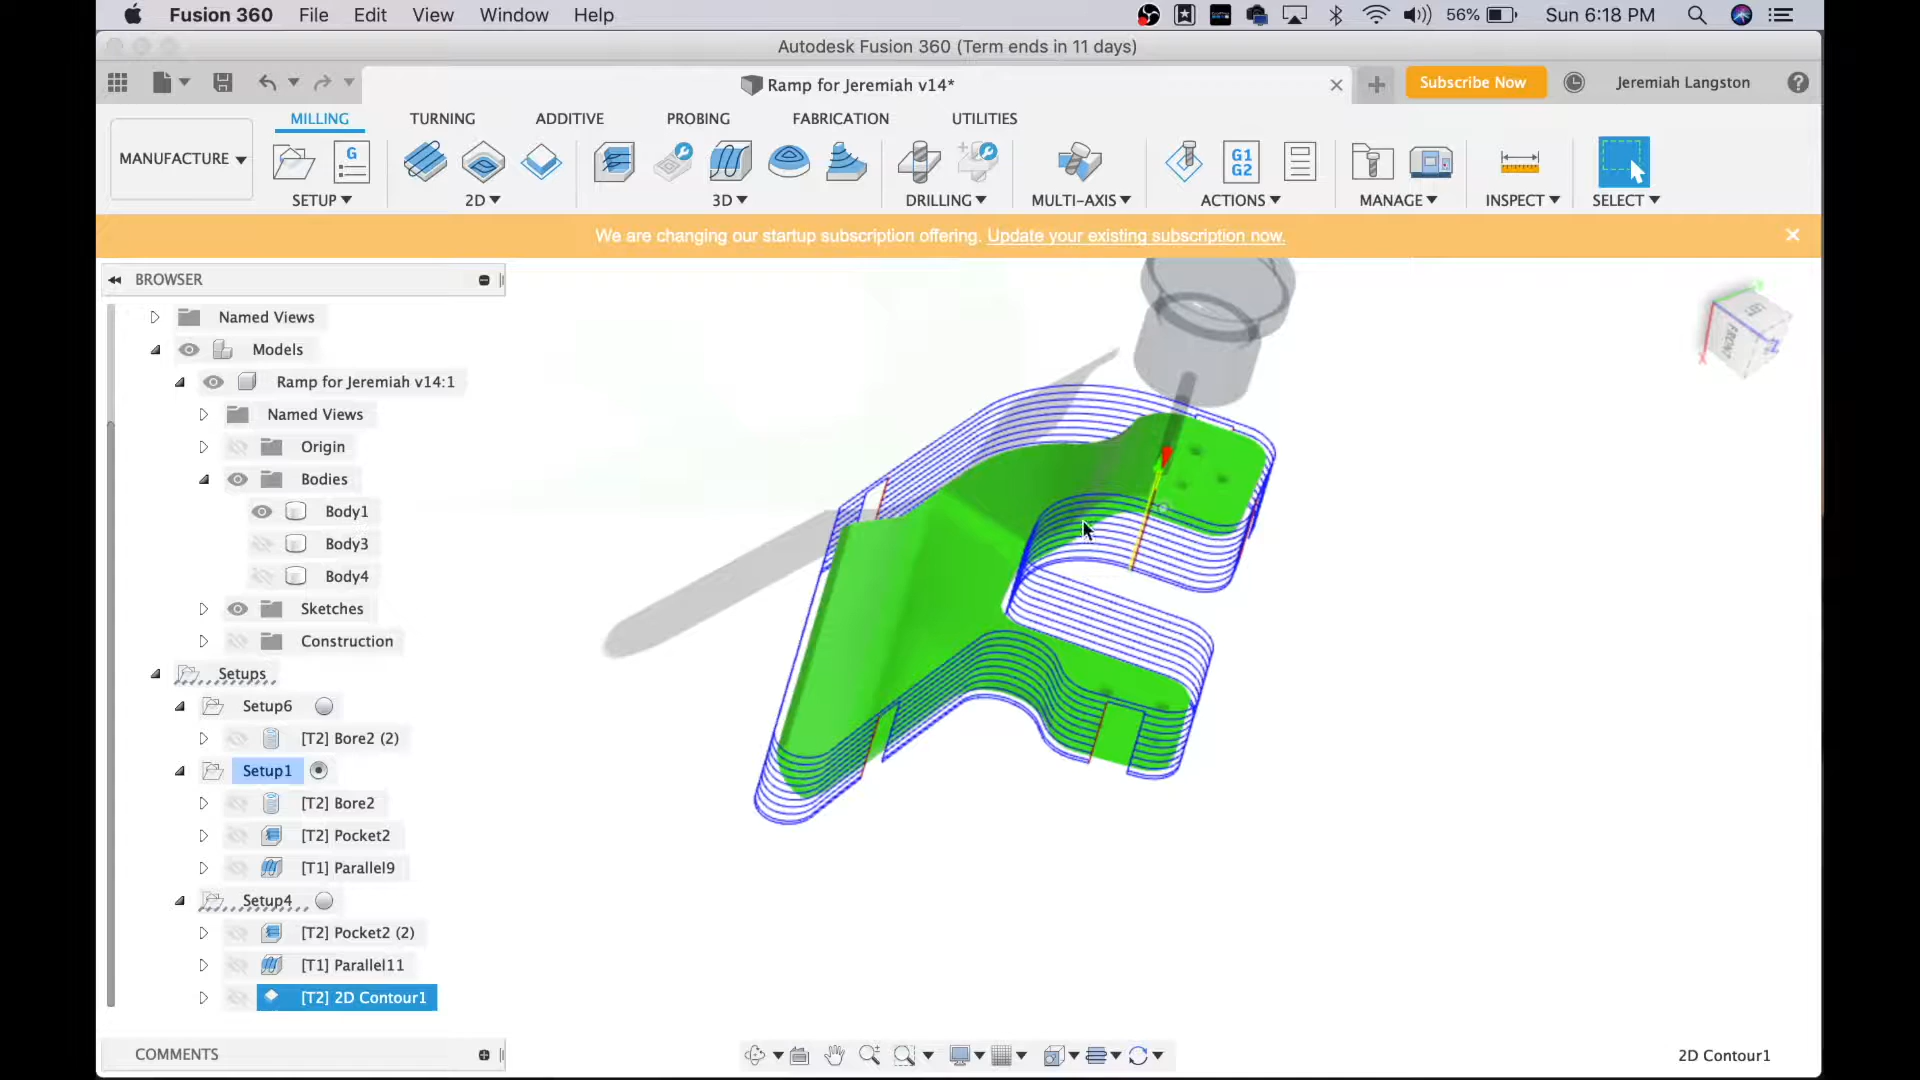 Fusion 360 File Edit View Window Help 56% Sun 6:18 PM
Autodesk Fusion 360 (Term ends in 11 days)
Ramp for Jeremiah v14* Subscribe Now Jeremiah Langston
MILLING TURNING ADDITIVE PROBING FABRICATION UTILITIES
MANUFACTURE
G
G1
G2
SETUP 2D 3D DRILLING MULTI-AXIS ACTIONS MANAGE INSPECT SELECT
We are changing our startup subscription offering. Update your existing subscription now.
BROWSER
Named Views
Models
Ramp for Jeremiah v14:1
Named Views
Origin
Bodies
Body1
Body3
Body4
Sketches
Construction
Setups
Setup6
[T2] Bore2 (2)
Setup1
[T2] Bore2
[T2] Pocket2
[T1] Parallel9
Setup4
[T2] Pocket2 (2)
[T1] Parallel11
[T2] 2D Contour1
COMMENTS
FRONT
LEFT
X
Z
2D Contour1